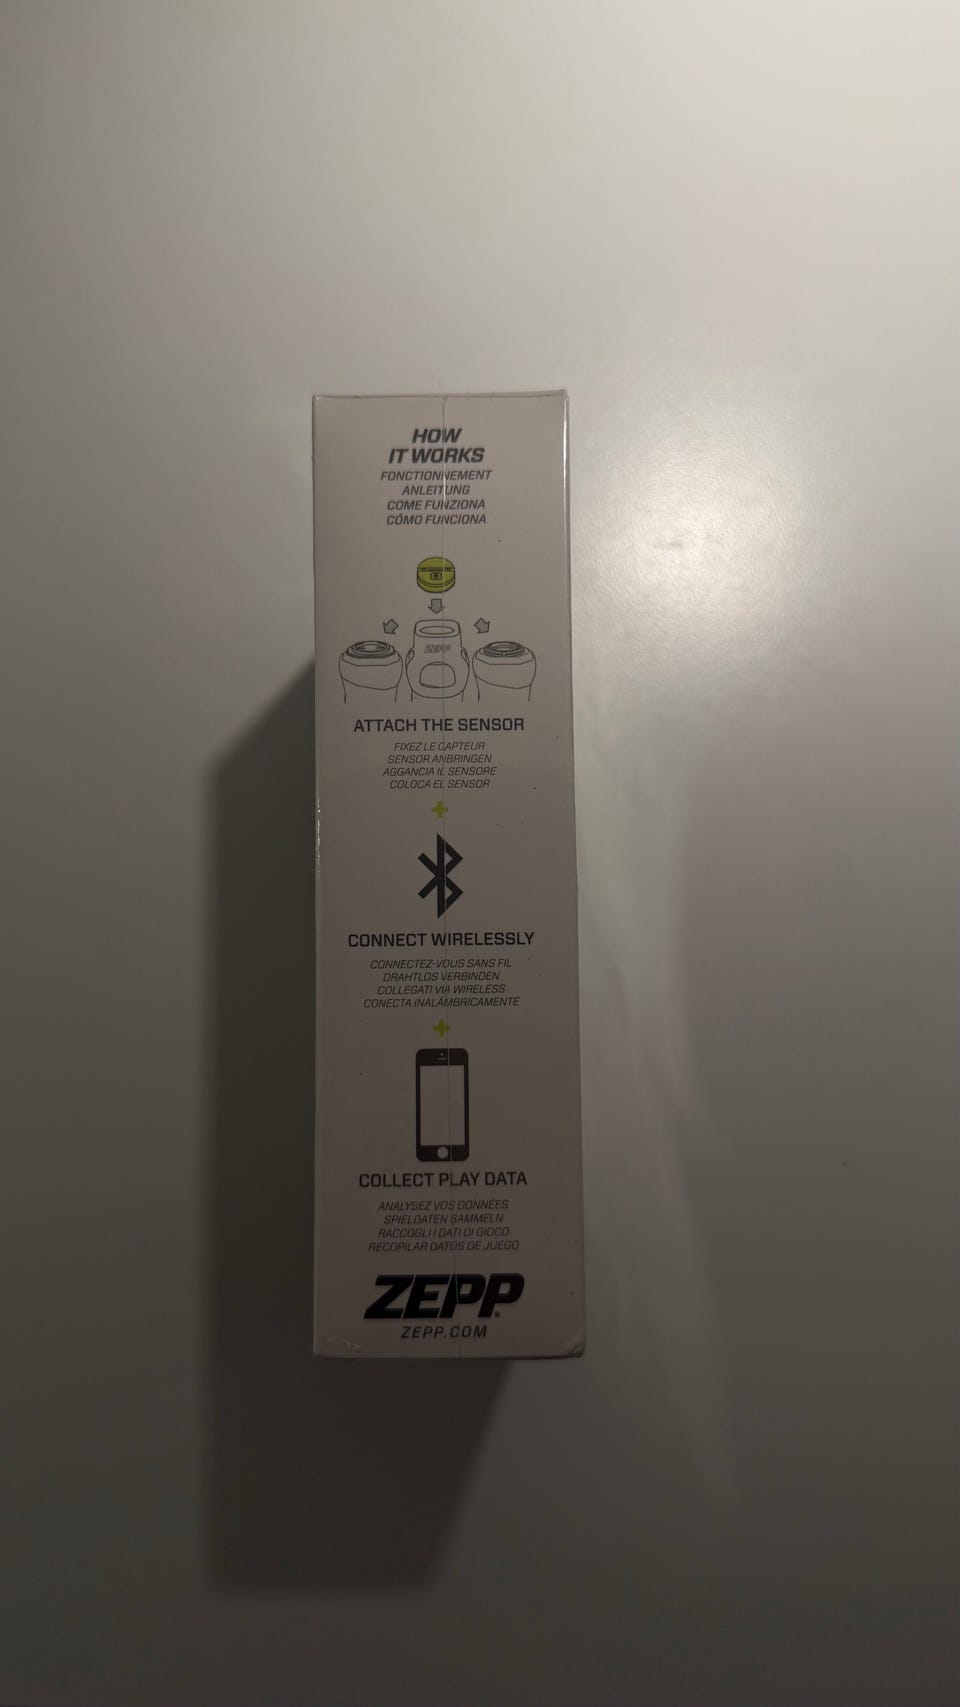 HOW
IT WORKS
FONCTIONNEMENT
ANLEITUNG
COME FUNZIONA
CÓMO FUNCIONA
ZEPP
ATTACH THE SENSOR
FIXEZ LE CAPTEUR
SENSOR ANBRINGEN
AGGANCIA IL SENSORE
COLOCA EL SENSOR
+
CONNECT WIRELESSLY
CONNECTEZ-VOUS SANS FIL
DRAHTLOS VERBINDEN
COLLEGATI VIA WIRELESS
CONECTA INALÁMBRICAMENTE
+
COLLECT PLAY DATA
ANALYSEZ VOS DONNÉES
SPIELDATEN SAMMELN
RACCOGLI I DATI DI GIOCO
RECOPILAR DATOS DE JUEGO
ZEPP®
ZEPP.COM